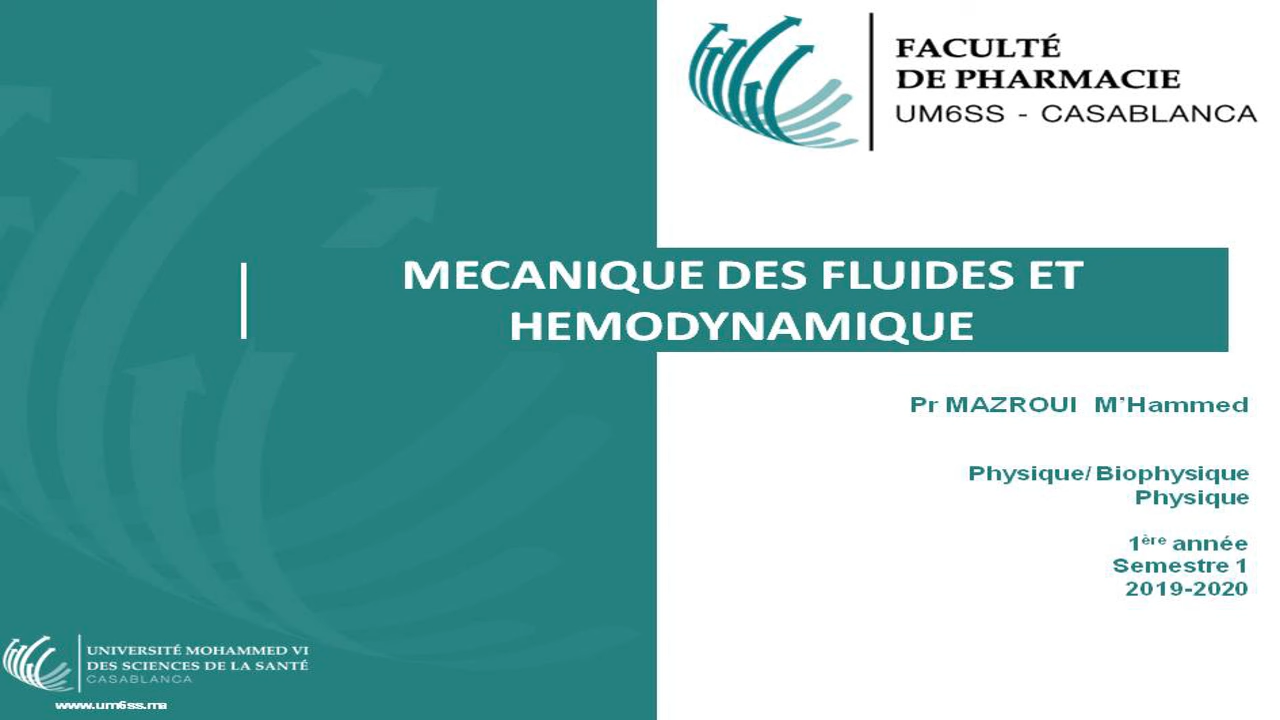 FACULTÉ
DE PHARMACIE
UM6SS - CASABLANCA
MECANIQUE DES FLUIDES ET
HEMODYNAMIQUE
Pr MAZROUI M'Hammed
Physique/ Biophysique
Physique
1ère année
Semestre 1
2019-2020
UNIVERSITÉ MOHAMMED VI
DES SCIENCES DE LA SANTÉ
CASABLANCA
www.um6ss.ma